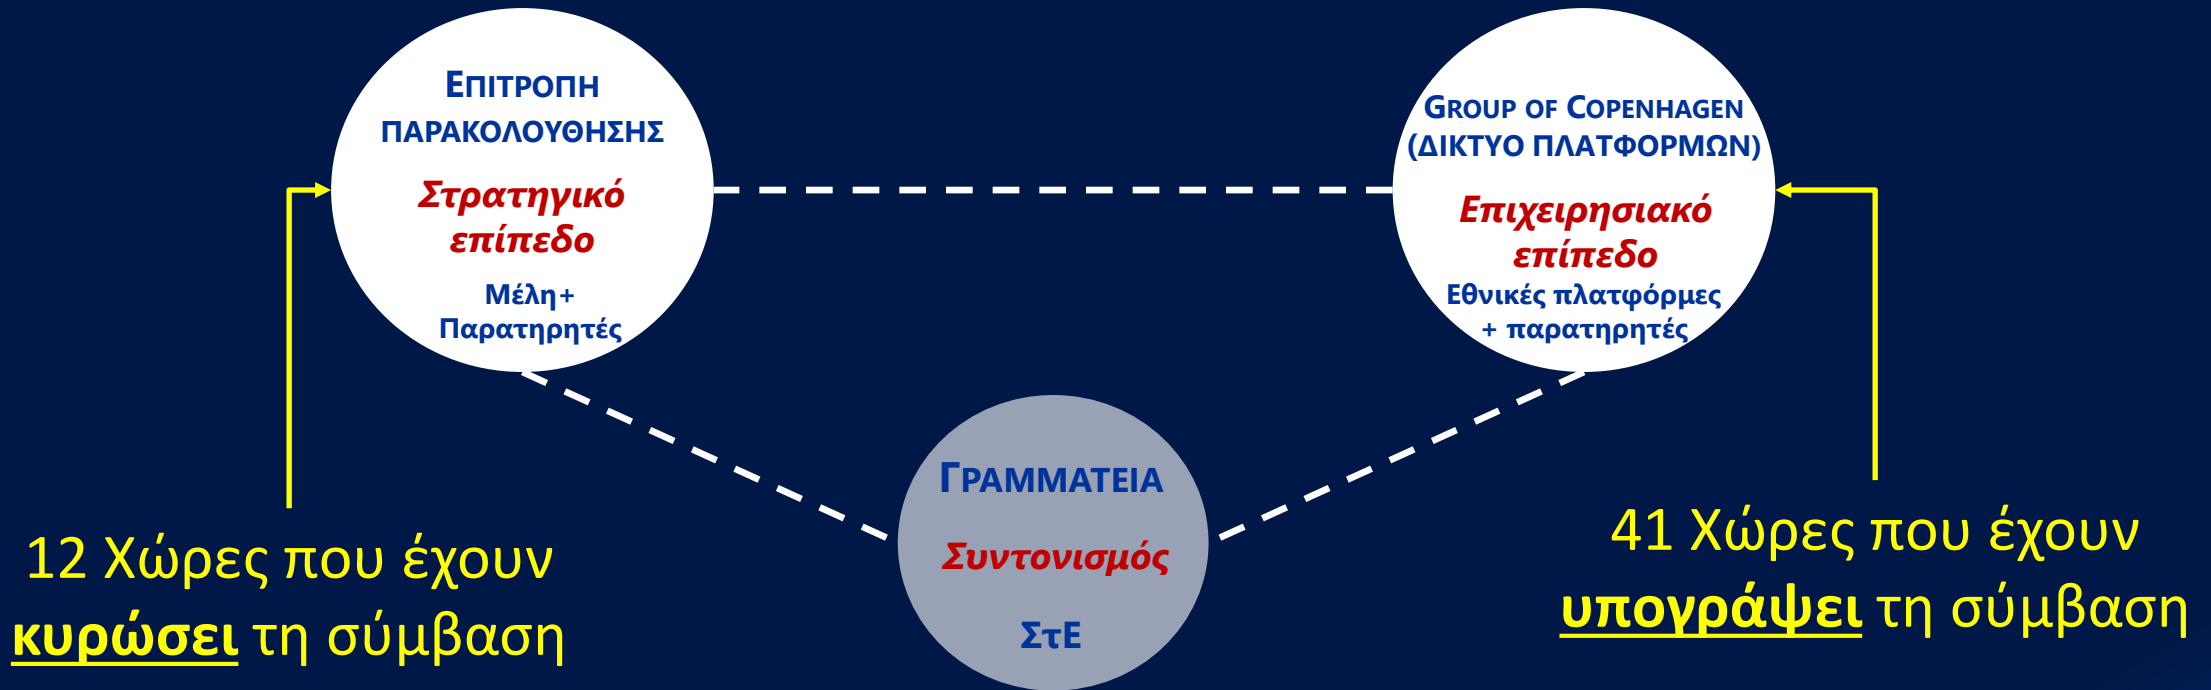 ΕΠΙΤΡΟΠΗ
ΠΑΡΑΚΟΛΟΥΘΗΣΗΣ
Στρατηγικό
επίπεδο
Μέλη+
Παρατηρητές
GROUP OF COPENHAGEN
(ΔΙΚΤΥΟ ΠΛΑΤΦΟΡΜΩΝ)
Επιχειρησιακό
επίπεδο
Εθνικές πλατφόρμες
+ παρατηρητές
ΓΡΑΜΜΑΤΕΙΑ
Συντονισμός
ΣτΕ
12 Χώρες που έχουν
κυρώσει τη σύμβαση
41 Χώρες που έχουν
υπογράψει τη σύμβαση